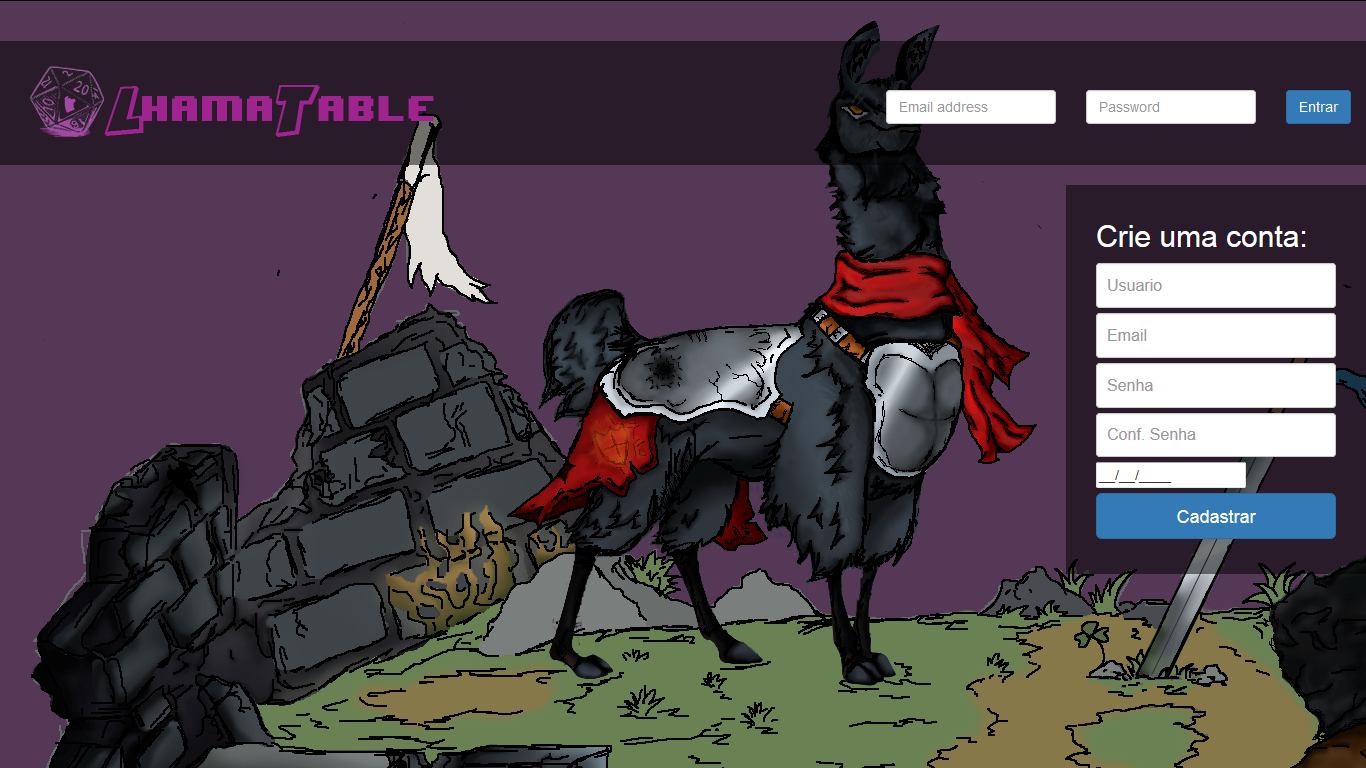 LhamaTable
Email address
Password
Entrar
Crie uma conta:
Usuario
Email
Senha
Conf. Senha
__/__/____
Cadastrar